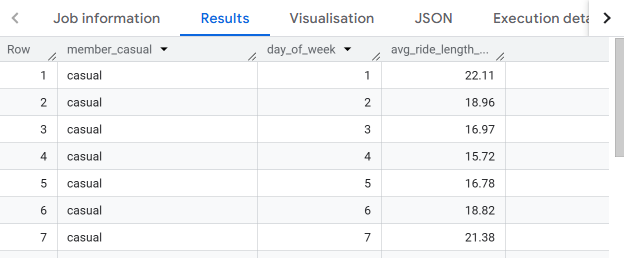 Job information Results Visualisation JSON Execution deta
Row member_casual day_of_week avg_ride_length_...
1 casual 1 22.11
2 casual 2 18.96
3 casual 3 16.97
4 casual 4 15.72
5 casual 5 16.78
6 casual 6 18.82
7 casual 7 21.38